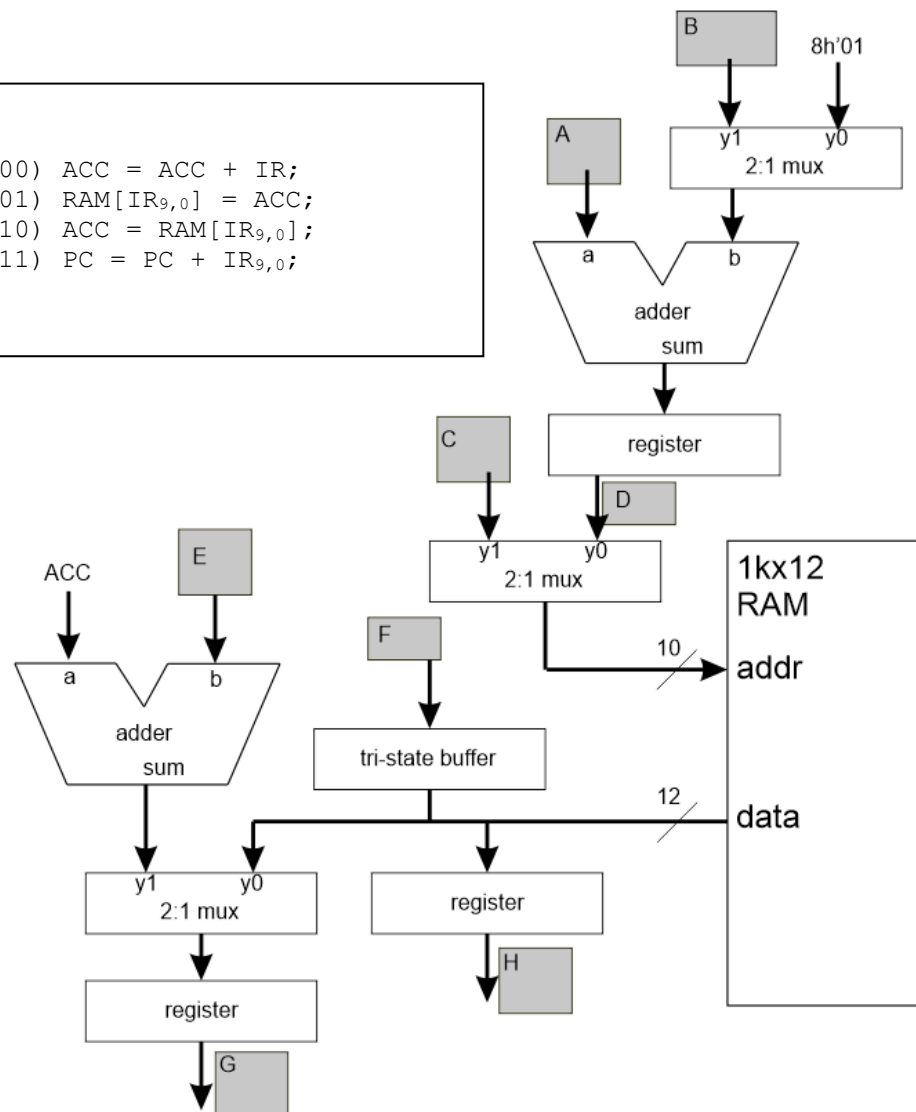 00) ACC = ACC + IR;
01) RAM[IR9,0] = ACC;
10) ACC = RAM[IR9,0];
11) PC = PC + IR9,0;
B
8h'01
y1 y0
2:1 mux
A
a b
adder
sum
register
C
D
y1 y0
2:1 mux
1kx12
RAM
10
addr
E
ACC
F
a b
adder
sum
tri-state buffer
12
data
y1 y0
2:1 mux
register
H
register
G